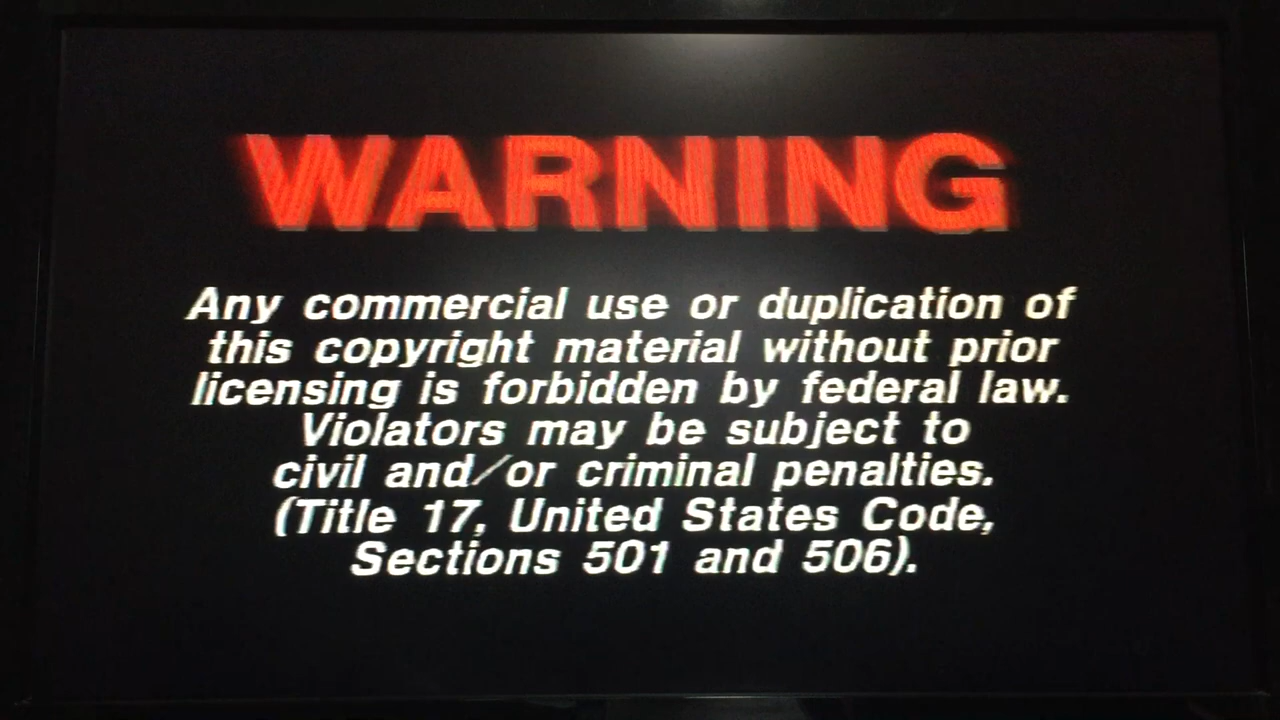 WARNING
Any commercial use or duplication of
this copyright material without prior
licensing is forbidden by federal law.
Violators may be subject to
civil and/or criminal penalties.
(Title 17, United States Code,
Sections 501 and 506).